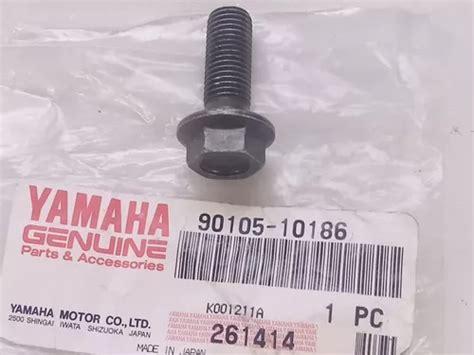 YAMAHA
GENUINE
Parts & Accessories
90105-10186
K001211A
1 PC
YAMAHA MOTOR CO., LTD.
2500 SHINGAI IWATA SHIZUOKA JAPAN
261414
MADE IN JAPAN